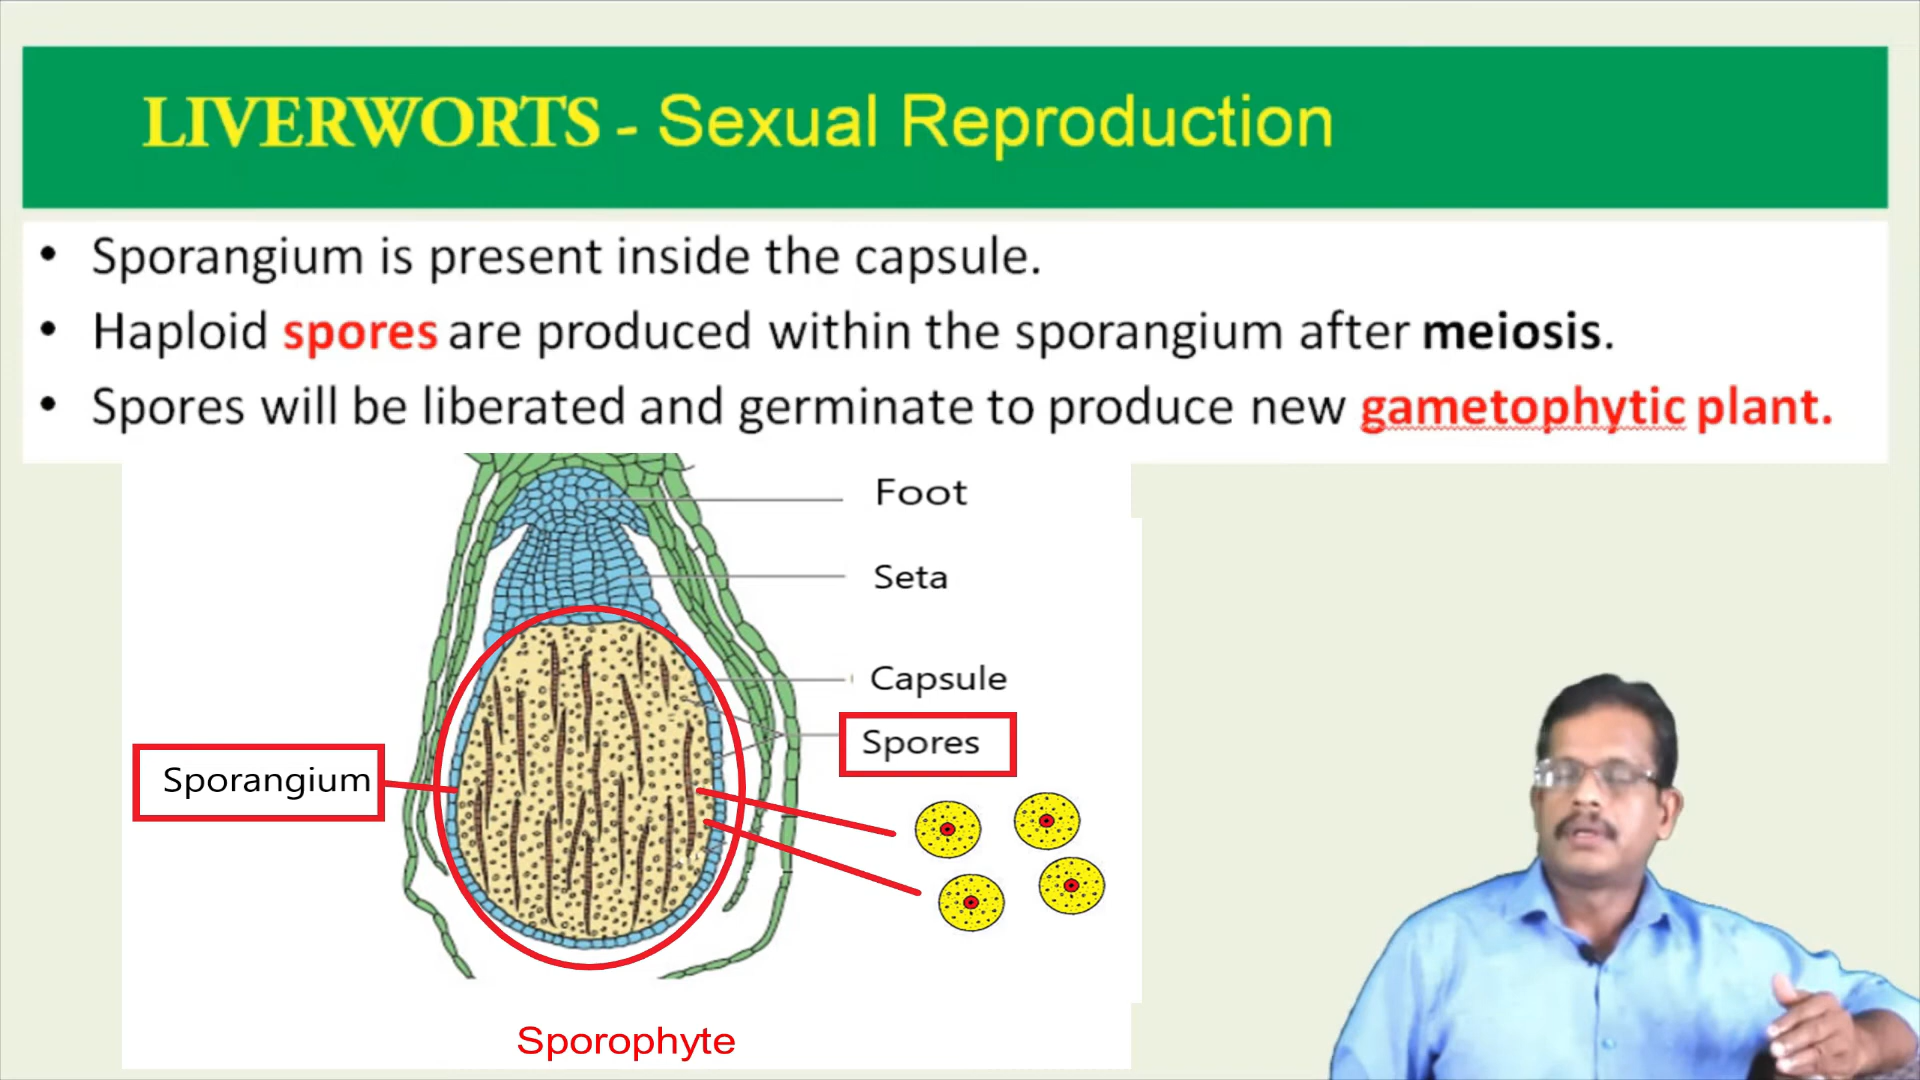 LIVERWORTS - Sexual Reproduction
• Sporangium is present inside the capsule.
• Haploid spores are produced within the sporangium after meiosis.
• Spores will be liberated and germinate to produce new gametophytic plant.
Foot
Seta
Capsule
Spores
Sporangium
Sporophyte